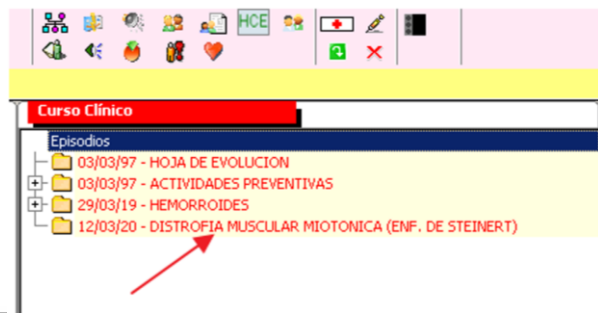 HCE
Curso Clínico
Episodios
03/03/97 - HOJA DE EVOLUCION
03/03/97 - ACTIVIDADES PREVENTIVAS
29/03/19 - HEMORROIDES
12/03/20 - DISTROFIA MUSCULAR MIOTONICA (ENF. DE STEINERT)